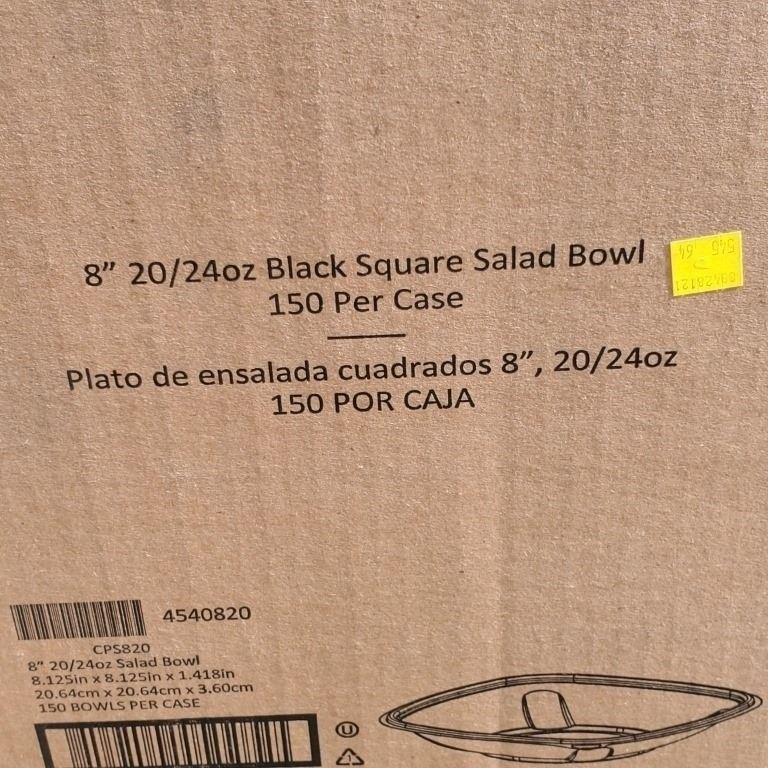 8” 20/24oz Black Square Salad Bowl
150 Per Case
Plato de ensalada cuadrados 8”, 20/24oz
150 POR CAJA
545 .64
4540820
CPS820
8” 20/24oz Salad Bowl
8.125in x 8.125in x 1.418in
20.64cm x 20.64cm x 3.60cm
150 BOWLS PER CASE
U